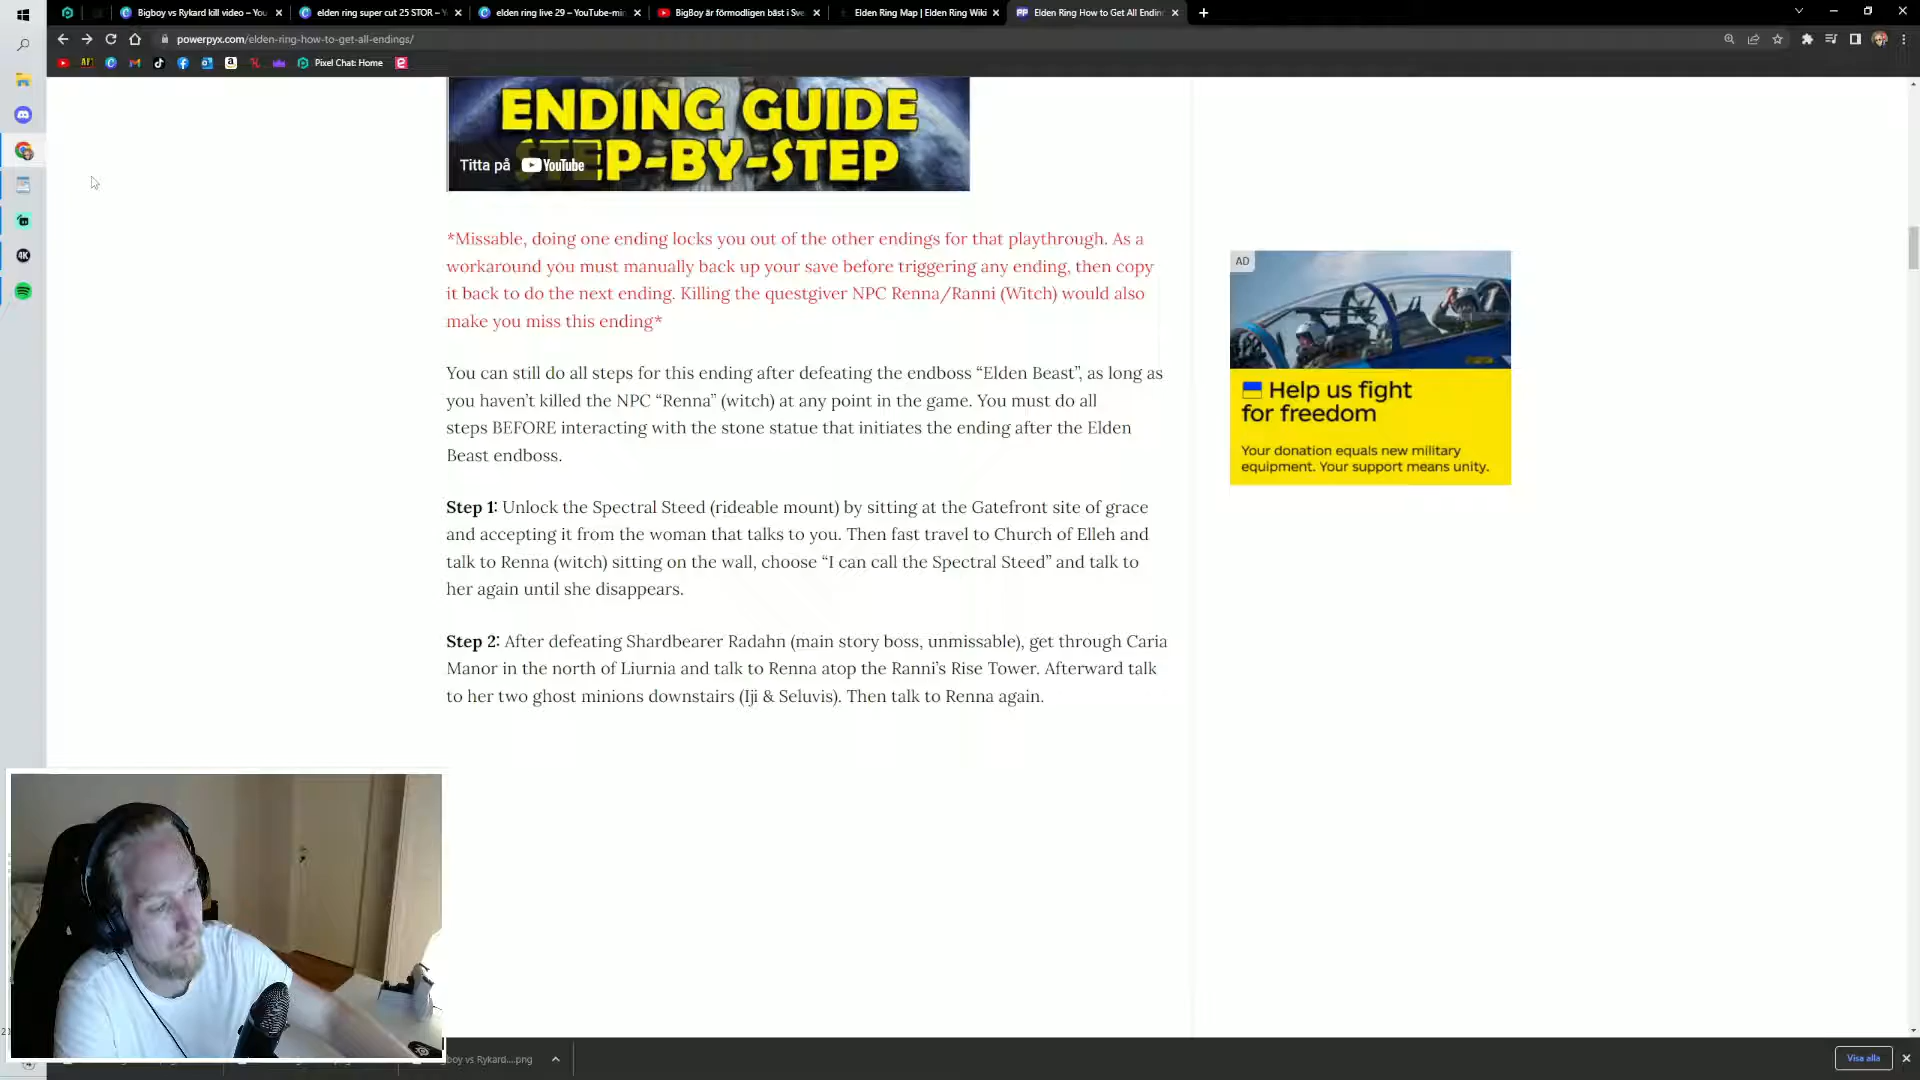 Bigboy vs Rykard kill video – You
elden ring super cut 25 STOR – Y
elden ring live 29 – YouTube-mi
BigBoy är förmodligen bäst i Sve
Elden Ring Map | Elden Ring Wiki
Elden Ring How to Get All Endin
powerpyx.com/elden-ring-how-to-get-all-endings/
Pixel Chat: Home
ENDING GUIDE
STEP-BY-STEP
Titta på YouTube
*Missable, doing one ending locks you out of the other endings for that playthrough. As a
workaround you must manually back up your save before triggering any ending, then copy
it back to do the next ending. Killing the questgiver NPC Renna/Ranni (Witch) would also
make you miss this ending*
You can still do all steps for this ending after defeating the endboss “Elden Beast”, as long as
you haven’t killed the NPC “Renna” (witch) at any point in the game. You must do all
steps BEFORE interacting with the stone statue that initiates the ending after the Elden
Beast endboss.
Step 1: Unlock the Spectral Steed (rideable mount) by sitting at the Gatefront site of grace
and accepting it from the woman that talks to you. Then fast travel to Church of Elleh and
talk to Renna (witch) sitting on the wall, choose “I can call the Spectral Steed” and talk to
her again until she disappears.
Step 2: After defeating Shardbearer Radahn (main story boss, unmissable), get through Caria
Manor in the north of Liurnia and talk to Renna atop the Ranni’s Rise Tower. Afterward talk
to her two ghost minions downstairs (Iji & Seluvis). Then talk to Renna again.
AD
Help us fight
for freedom
Your donation equals new military
equipment. Your support means unity.
boy vs Rykard....png
Visa alla